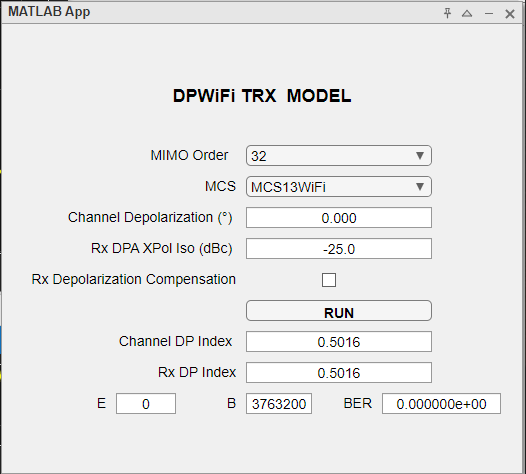 MATLAB App
DPWiFi TRX MODEL
MIMO Order 32
MCS MCS13WiFi
Channel Depolarization (°) 0.000
Rx DPA XPol Iso (dBc) -25.0
Rx Depolarization Compensation
RUN
Channel DP Index 0.5016
Rx DP Index 0.5016
E 0 B 3763200 BER 0.000000e+00